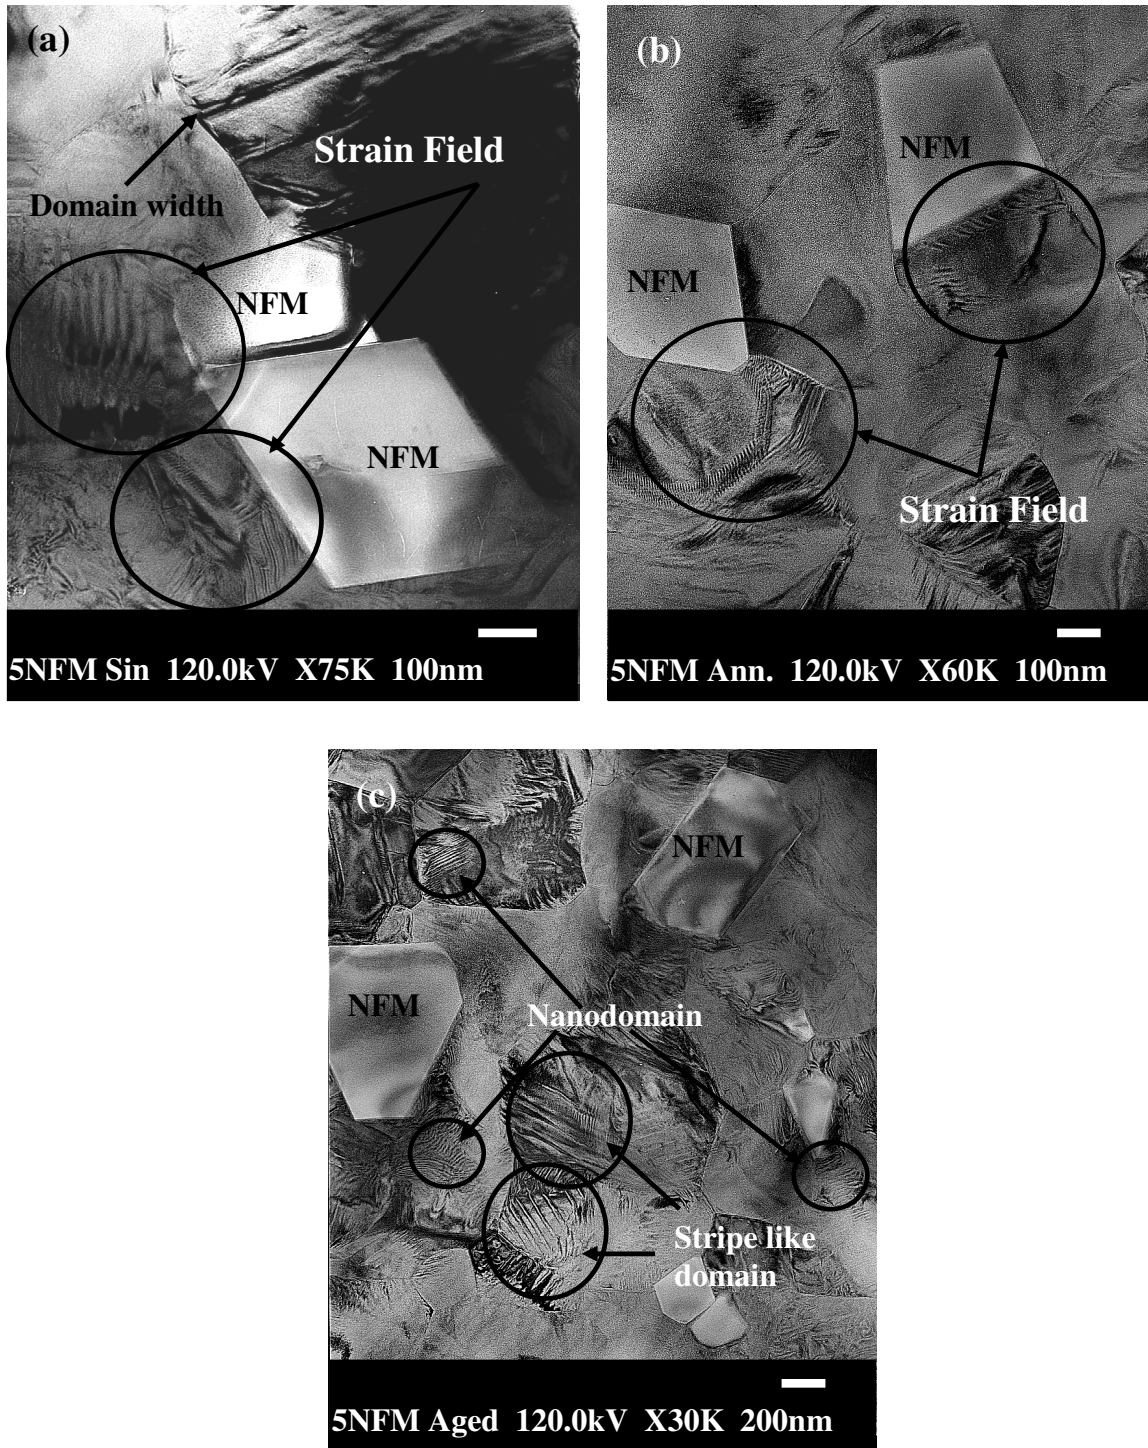 (a)
Strain Field
Domain width
NFM
NFM
5NFM Sin 120.0kV X75K 100nm
(b)
NFM
NFM
Strain Field
5NFM Ann. 120.0kV X60K 100nm
(c)
NFM
NFM
Nanodomain
Stripe like
domain
5NFM Aged 120.0kV X30K 200nm